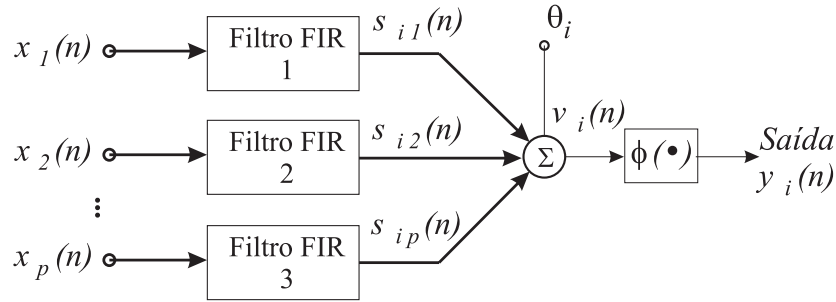 x 1(n)
Filtro FIR
1
s i1(n)
θi
x 2(n)
Filtro FIR
2
s i2(n)
Σ
v i(n)
ϕ(•)
Saída
y i(n)
⋮
x p(n)
Filtro FIR
3
s ip(n)